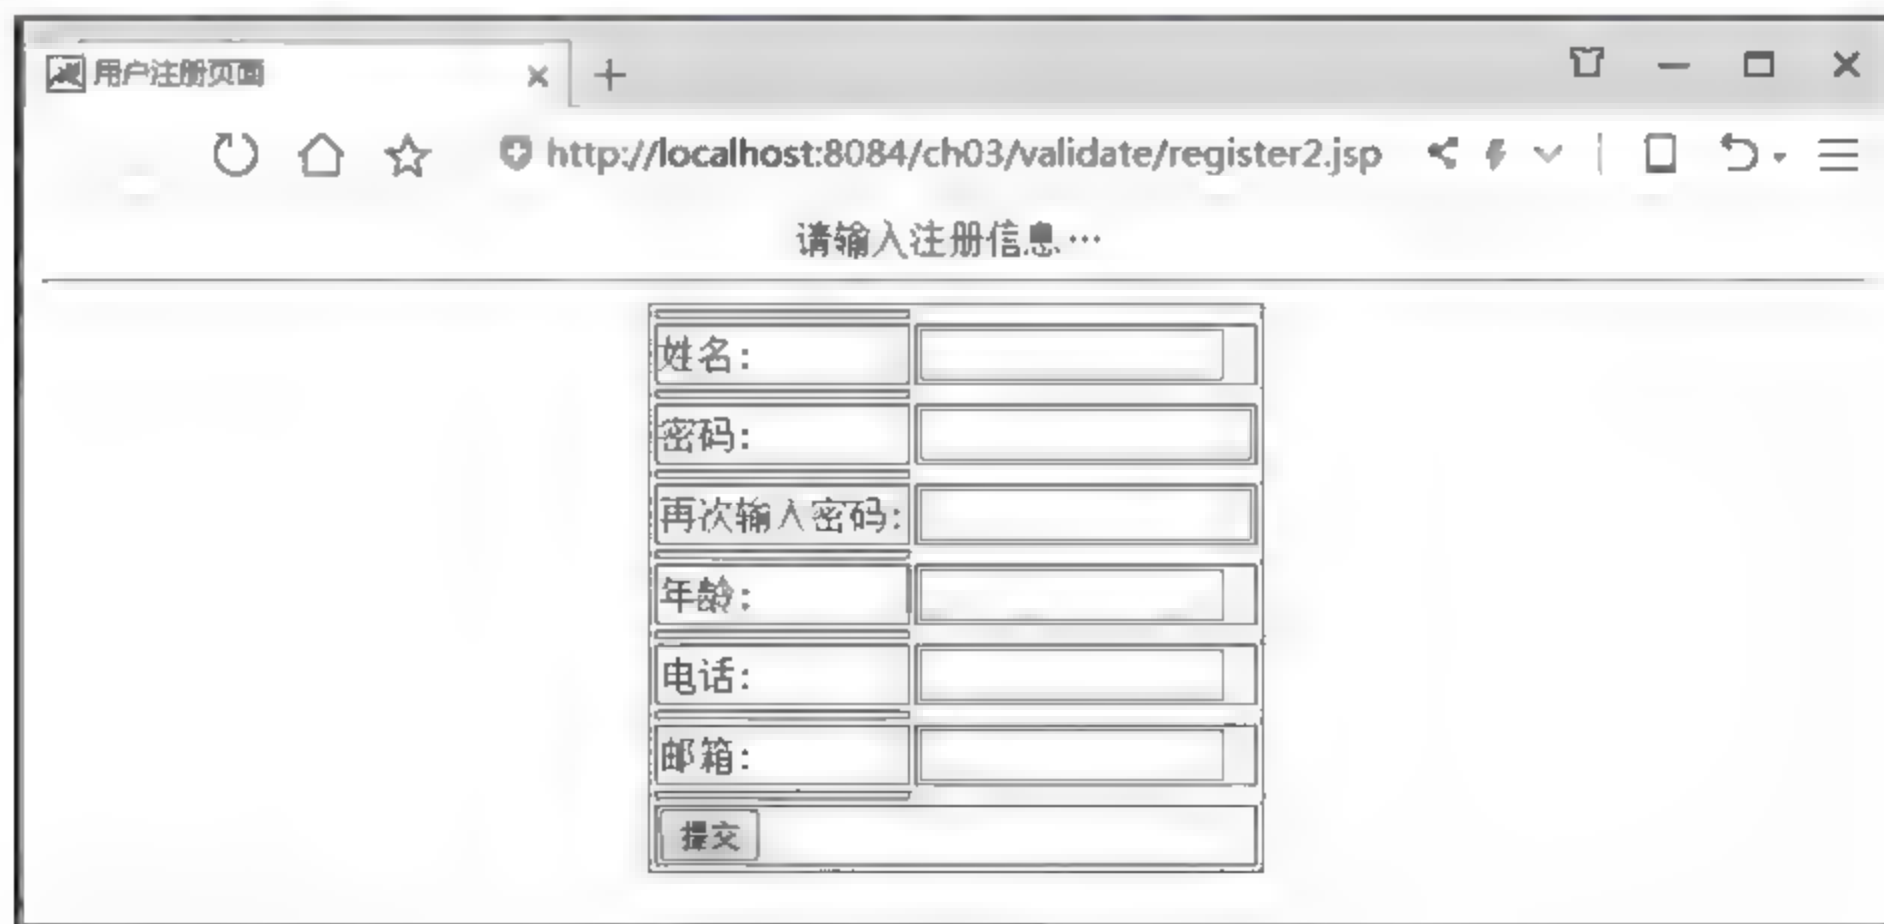 用户注册页面
http://localhost:8084/ch03/validate/register2.jsp
请输入注册信息…
姓名:
密码:
再次输入密码:
年龄:
电话:
邮箱:
提交